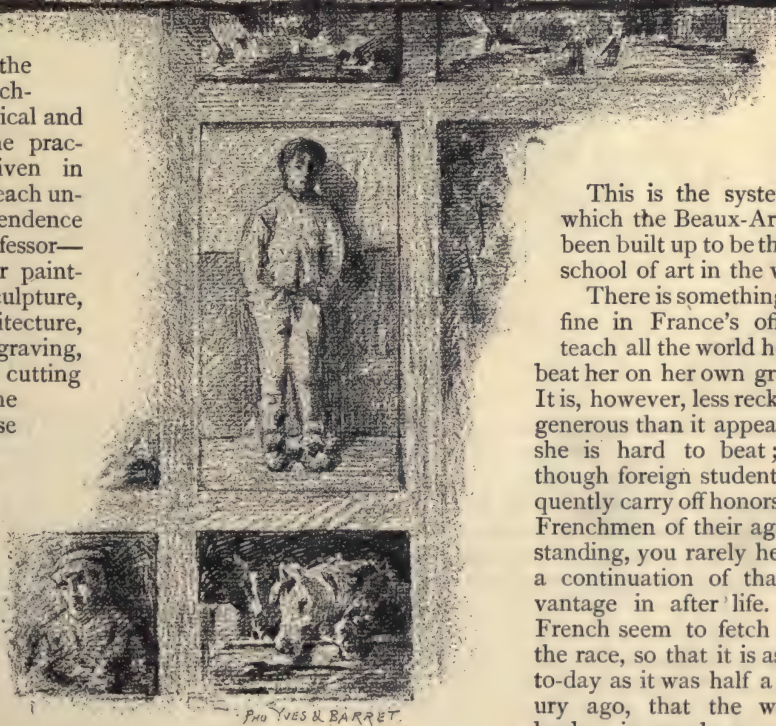 the
ch-
ical and
e prac-
iven in
each un-
endence
fessor—
r paint-
ulpture,
itecture,
graving,
cutting
ne
se
PHO YVES & BARRET.
This is the syste
which the Beaux-Ar
been built up to be th
school of art in the
There is something
fine in France's of
teach all the world h
beat her on her own gr
It is, however, less reck
generous than it appea
she is hard to beat;
though foreign student
quently carry off honors
Frenchmen of their ag
standing, you rarely he
a continuation of tha
vantage in after life.
French seem to fetch
the race, so that it is as
to-day as it was half a
ury ago, that the w